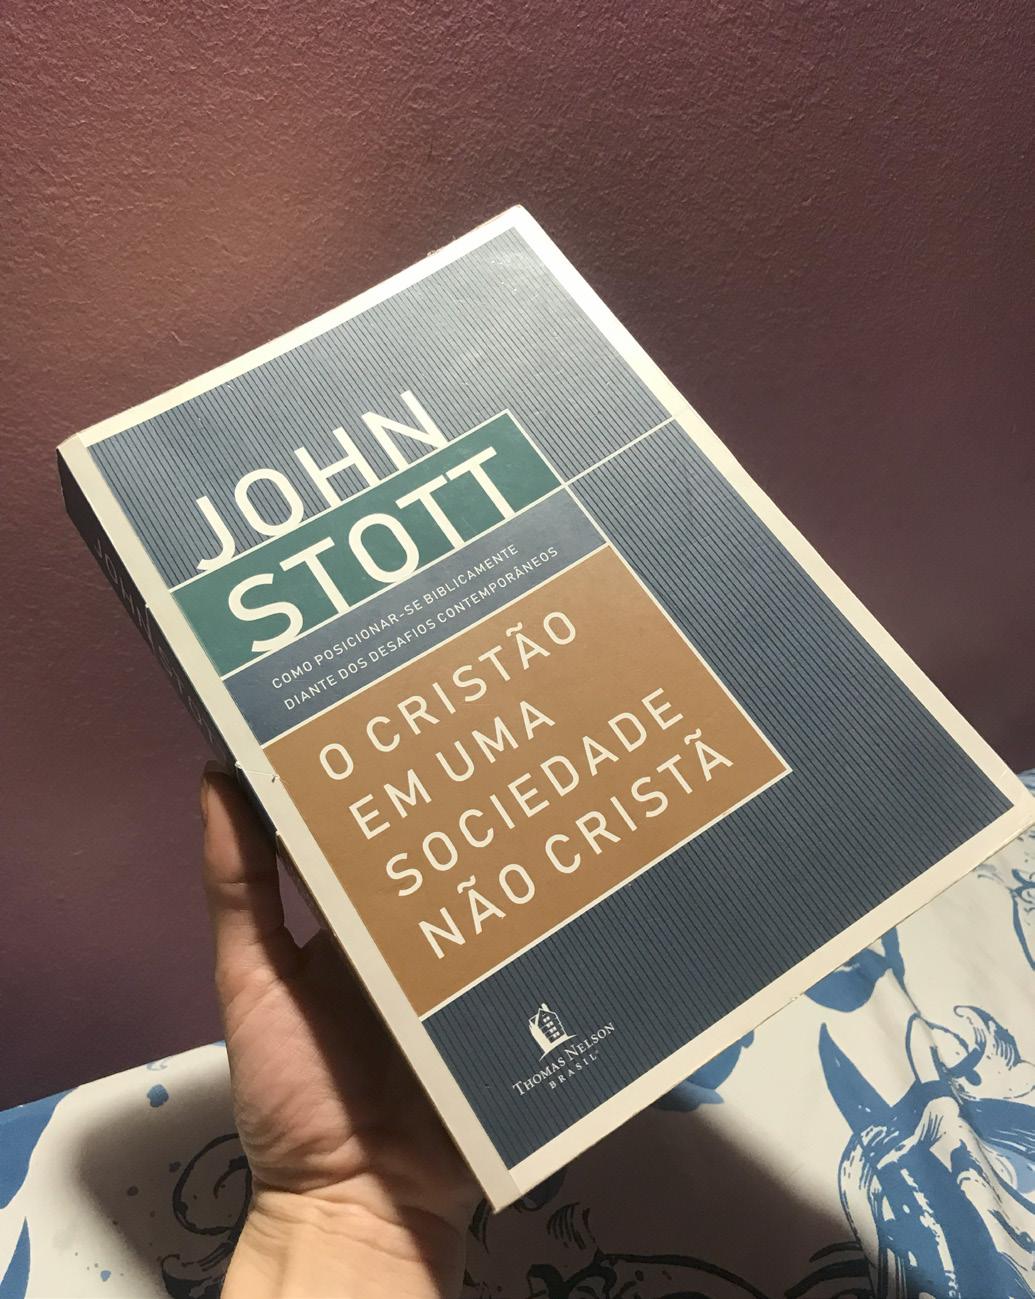 JOHN
STOTT
COMO POSICIONAR-SE BIBLICAMENTE
DIANTE DOS DESAFIOS CONTEMPORÂNEOS
O CRISTÃO
EM UMA
SOCIEDADE
NÃO CRISTÃ
THOMAS NELSON
BRASIL